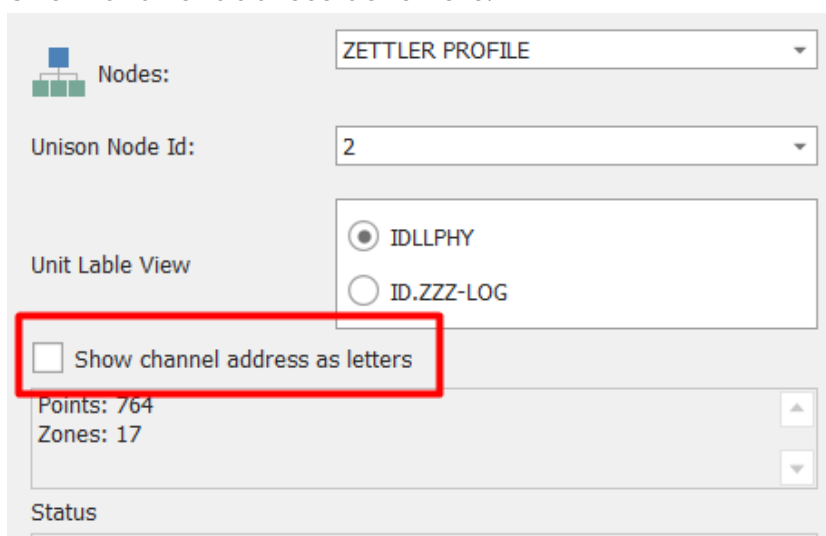 ZETTLER PROFILE
Nodes:
Unison Node Id:
2
IDLLPHY
Unit Lable View
ID.ZZZ-LOG
Show channel address as letters
Points: 764
Zones: 17
Status